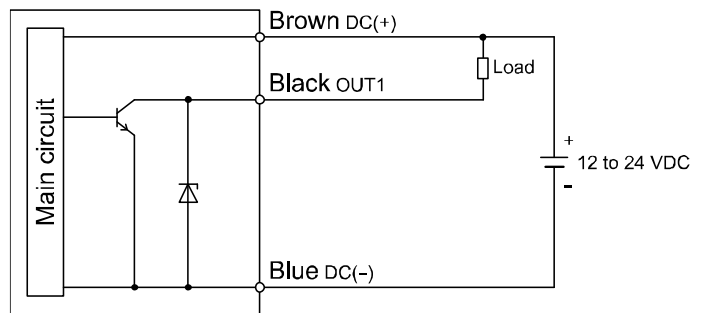 Brown DC(+)
Load
Black OUT1
Main circuit
+
12 to 24 VDC
-
Blue DC(-)